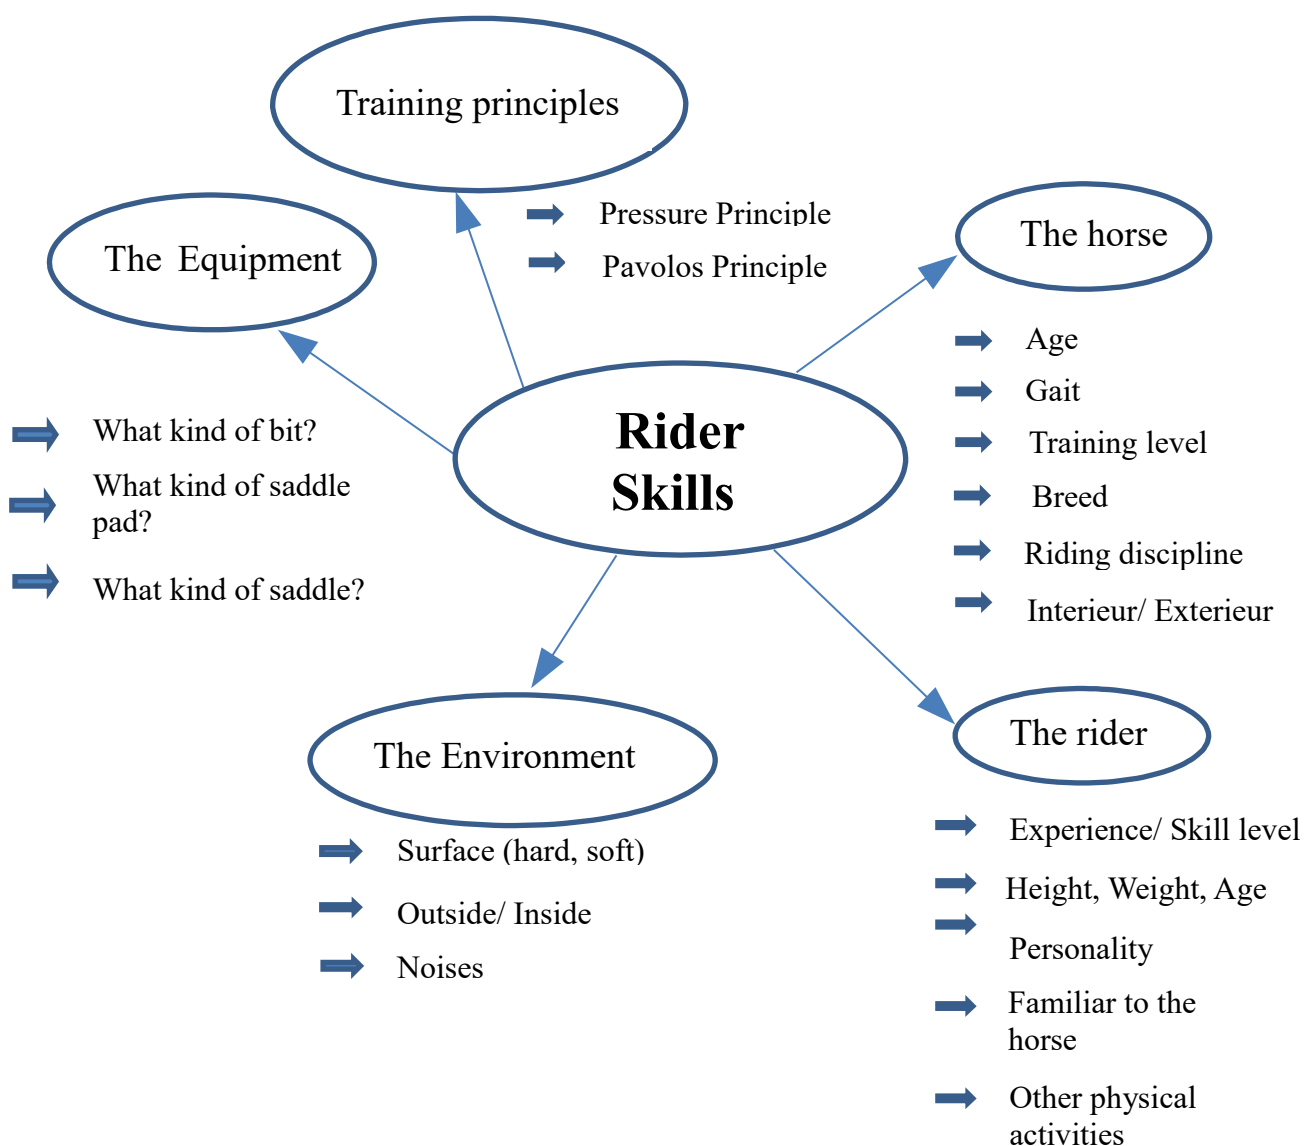 Training principles
Pressure Principle
Pavolos Principle
The Equipment
What kind of bit?
What kind of saddle
pad?
What kind of saddle?
The horse
Age
Gait
Training level
Breed
Riding discipline
Interieur/ Exterieur
Rider
Skills
The Environment
Surface (hard, soft)
Outside/ Inside
Noises
The rider
Experience/ Skill level
Height, Weight, Age
Personality
Familiar to the
horse
Other physical
activities